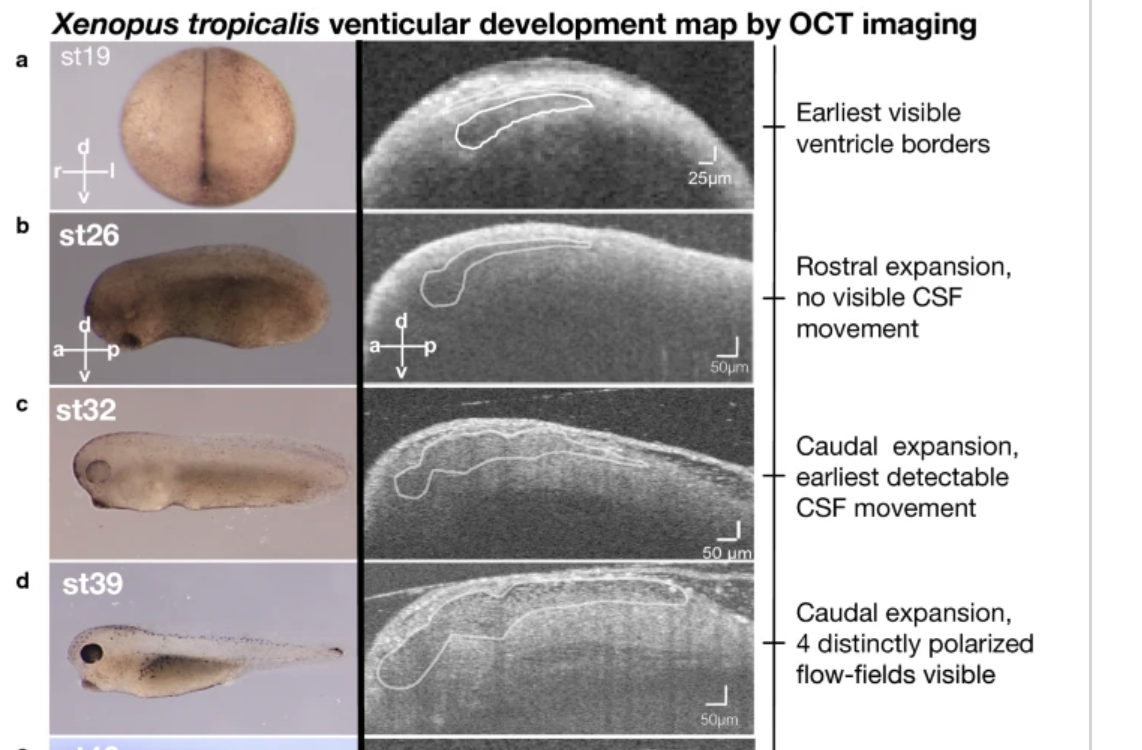 Xenopus tropicalis venticular development map by OCT imaging
a
st19
d
r l
v
25µm
Earliest visible
ventricle borders
b
st26
d
a p
v
d
a p
v
50µm
Rostral expansion,
no visible CSF
movement
c
st32
50 µm
Caudal expansion,
earliest detectable
CSF movement
d
st39
50µm
Caudal expansion,
4 distinctly polarized
flow-fields visible